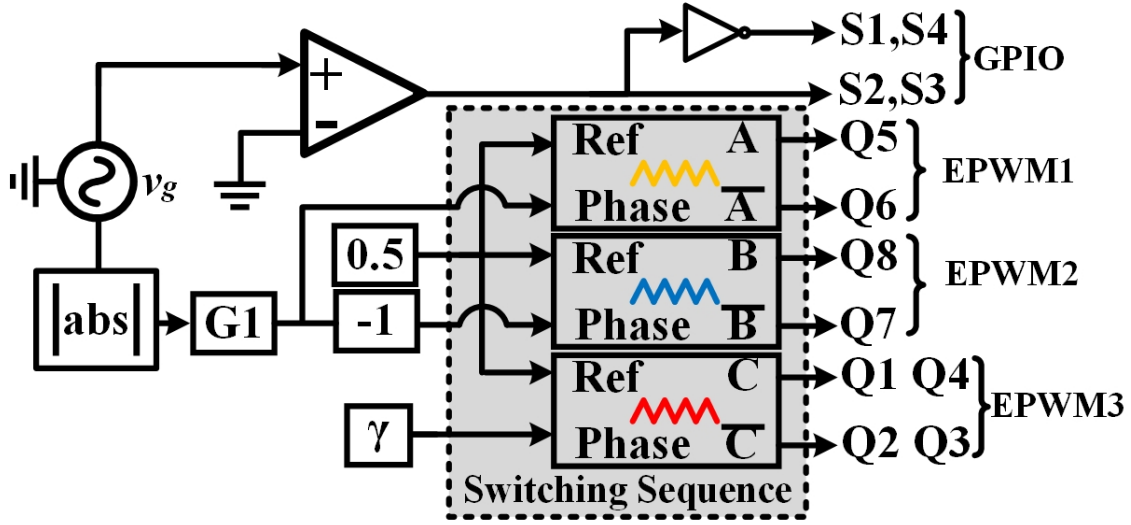 S1,S4
GPIO
+
-
S2,S3
v_g
Ref A
Q5
EPWM1
Phase A̅
Q6
0.5
Ref B
Q8
EPWM2
|abs|
G1
-1
Phase B̅
Q7
Ref C
Q1 Q4
EPWM3
γ
Phase C̅
Q2 Q3
Switching Sequence